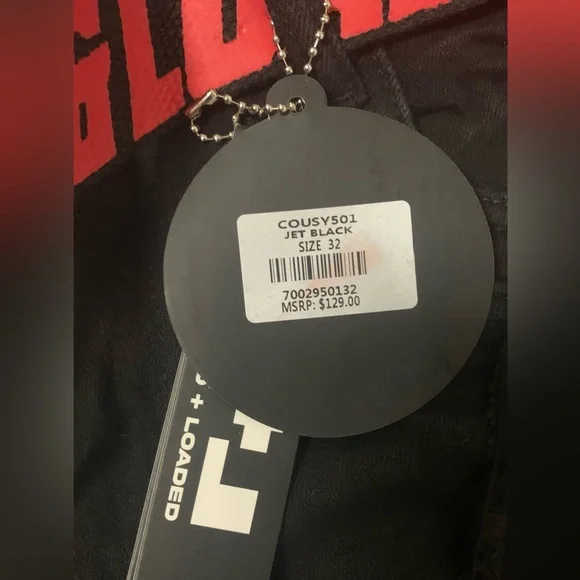 COUSY501
JET BLACK
SIZE 32
7002950132
MSRP: $129.00
+ LOADED